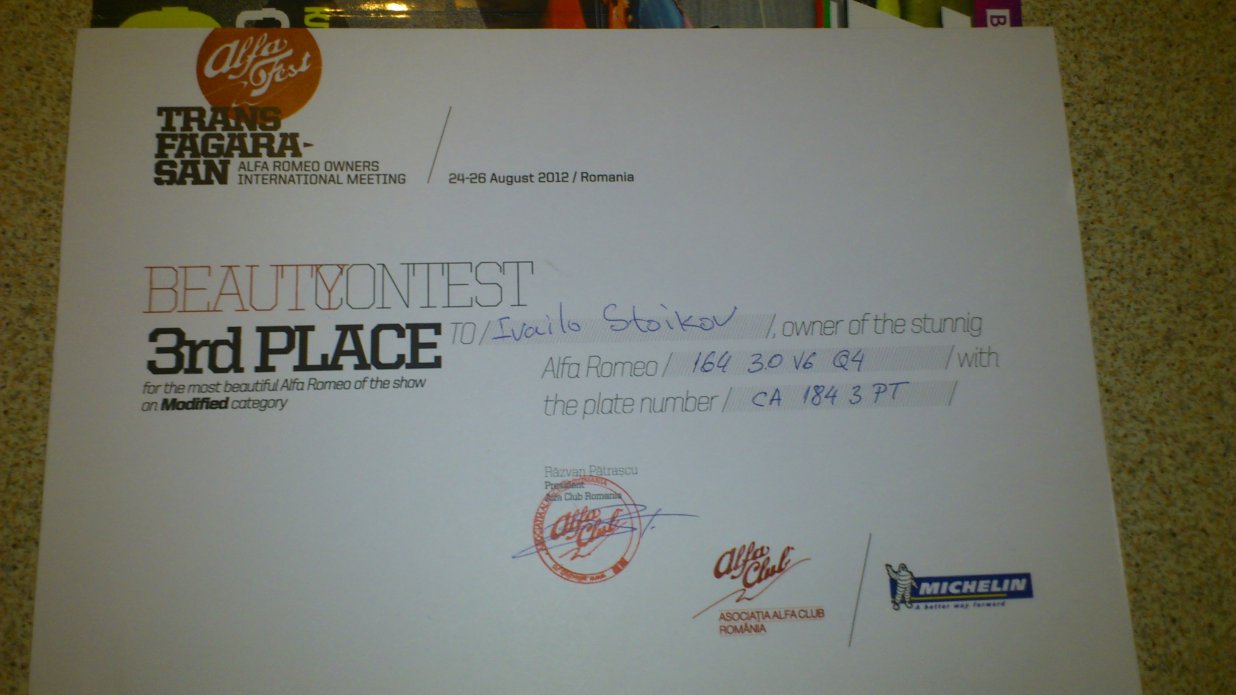 Alfa
Fest
TRANS
FAGARA-
SAN
ALFA ROMEO OWNERS
INTERNATIONAL MEETING
24-26 August 2012 / Romania
BEAUTYCONTEST
3rd PLACE
for the most beautiful Alfa Romeo of the show
on Modified category
TO / Ivailo Stoikov /, owner of the stunnig
Alfa Romeo / 164 3.0 V6 Q4 / with
the plate number / CA 184 3 PT /
Răzvan Pătrașcu
President
Alfa Club Romania
Alfa
Club
Alfa
Club
ASOCIAȚIA ALFA CLUB
ROMÂNIA
MICHELIN
A better way forward